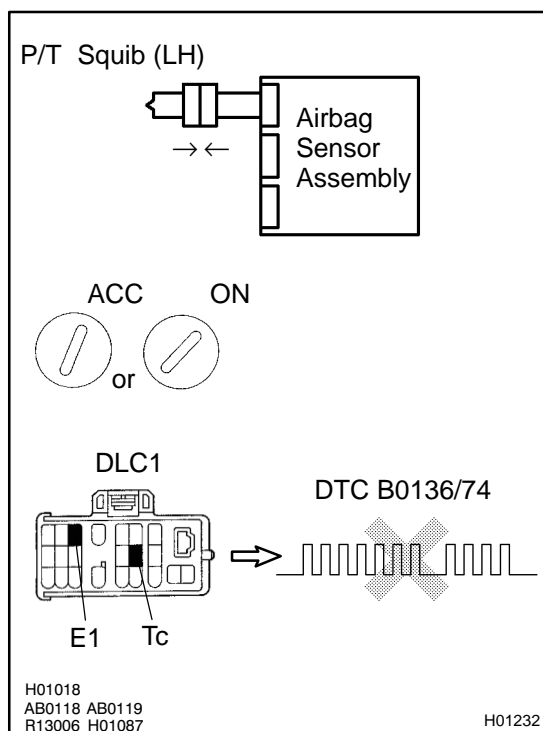 P/T Squib (LH)
Airbag
Sensor
Assembly
ACC
ON
or
DLC1
DTC B0136/74
E1
Tc
H01018
AB0118 AB0119
R13006 H01087
H01232